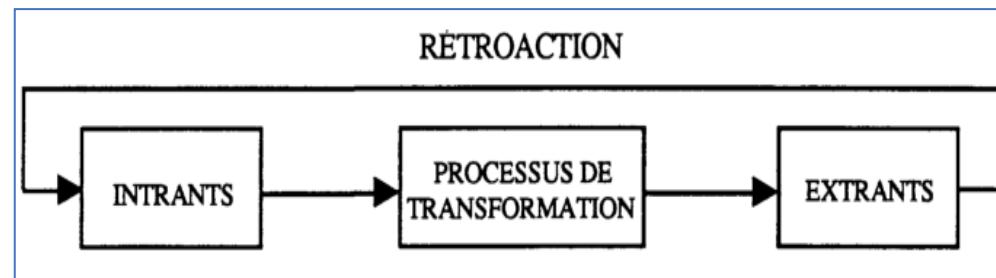 RÉTROACTION
INTRANTS
PROCESSUS DE
TRANSFORMATION
EXTRANTS